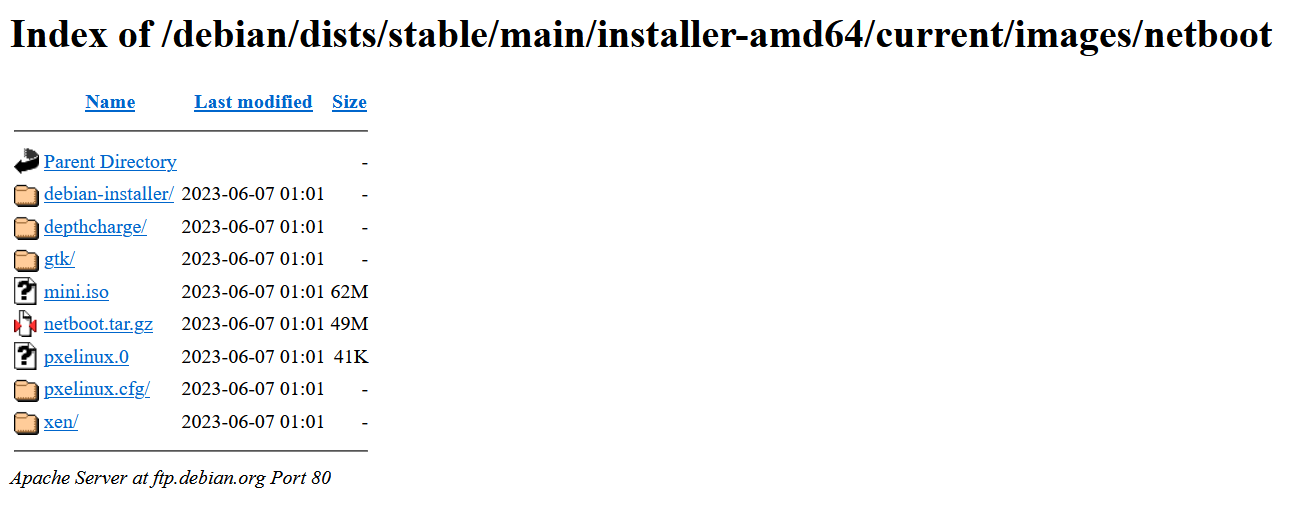 Index of /debian/dists/stable/main/installer-amd64/current/images/netboot
Name Last modified Size
Parent Directory -
debian-installer/ 2023-06-07 01:01 -
depthcharge/ 2023-06-07 01:01 -
gtk/ 2023-06-07 01:01 -
mini.iso 2023-06-07 01:01 62M
netboot.tar.gz 2023-06-07 01:01 49M
pxelinux.0 2023-06-07 01:01 41K
pxelinux.cfg/ 2023-06-07 01:01 -
xen/ 2023-06-07 01:01 -
Apache Server at ftp.debian.org Port 80